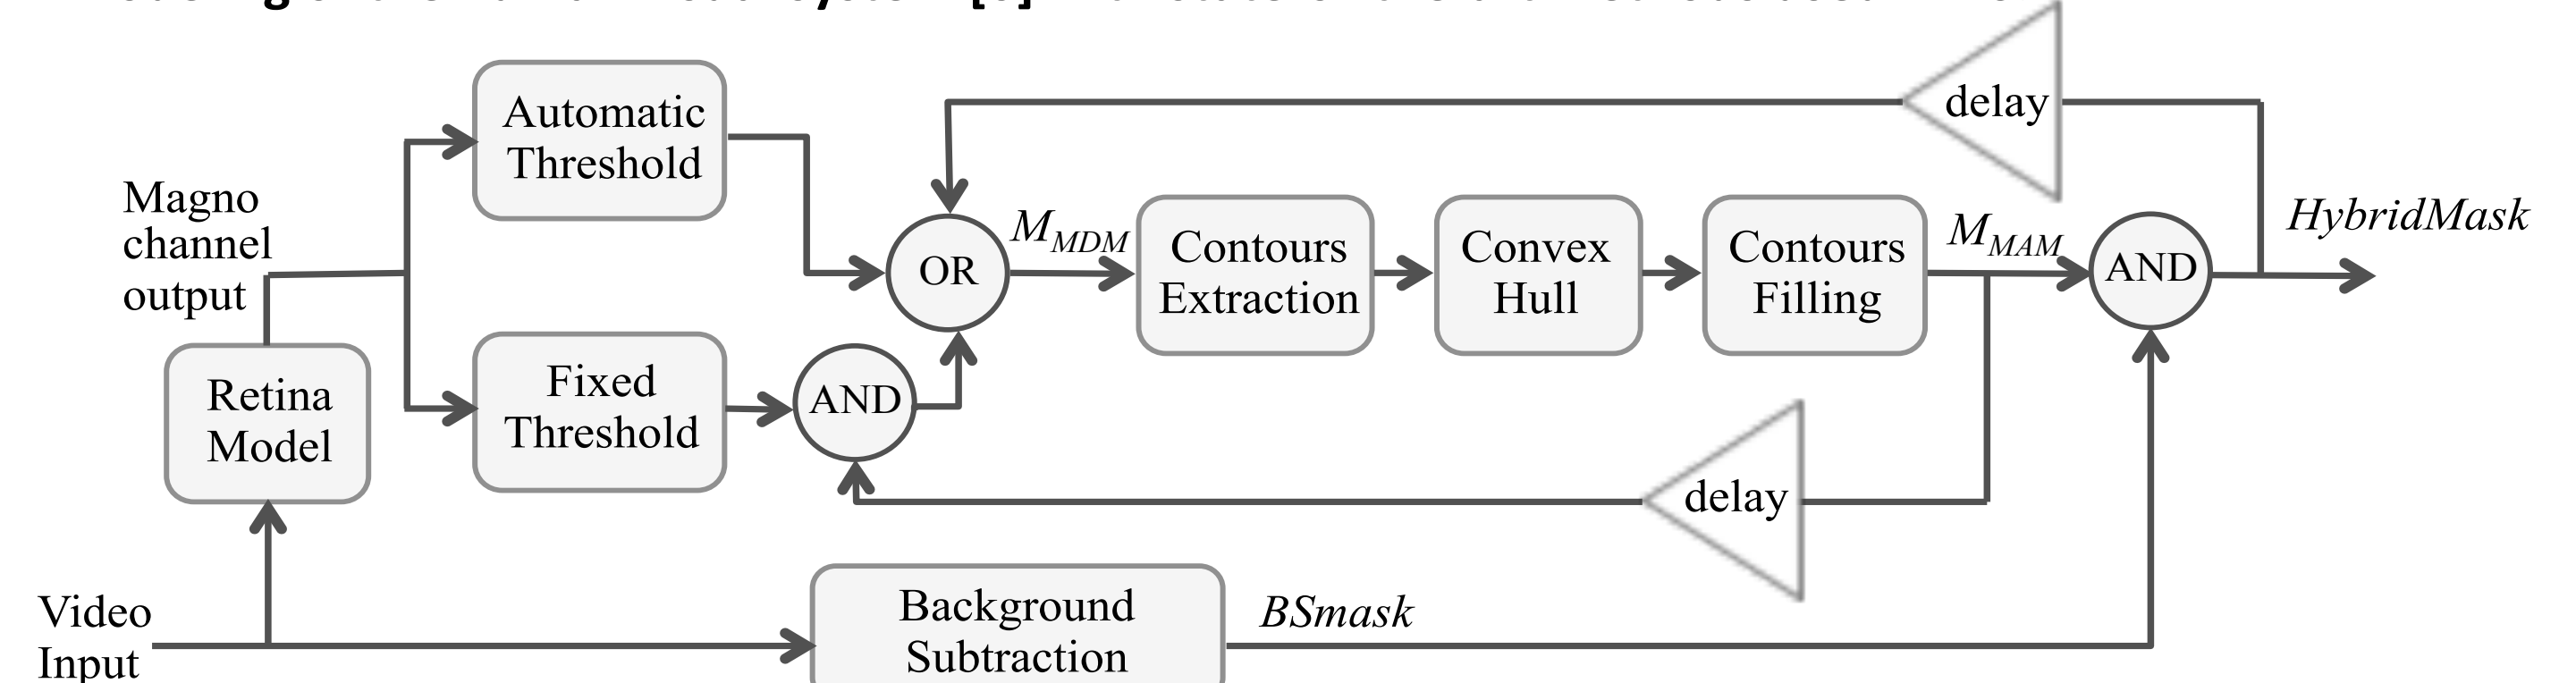 Automatic
Threshold
delay
Magno
channel
output
M_MDM
Contours
Extraction
Convex
Hull
Contours
Filling
M_MAM
HybridMask
OR
AND
Retina
Model
Fixed
Threshold
AND
delay
Video
Input
Background
Subtraction
BSmask